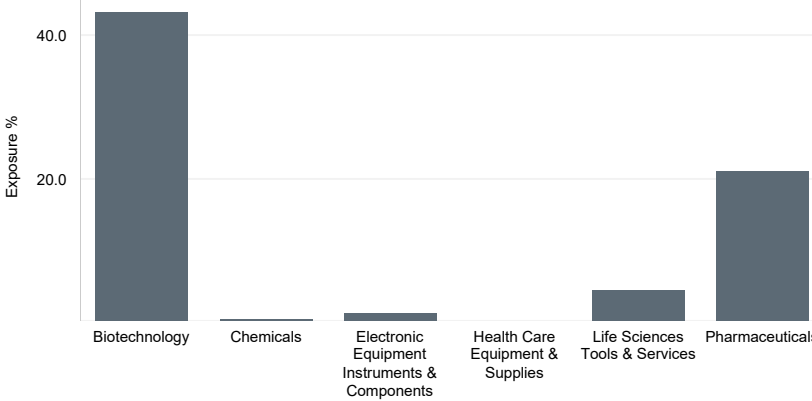 40.0
20.0
Exposure %
Biotechnology
Chemicals
Electronic
Equipment
Instruments &
Components
Health Care
Equipment &
Supplies
Life Sciences
Tools & Services
Pharmaceuticals